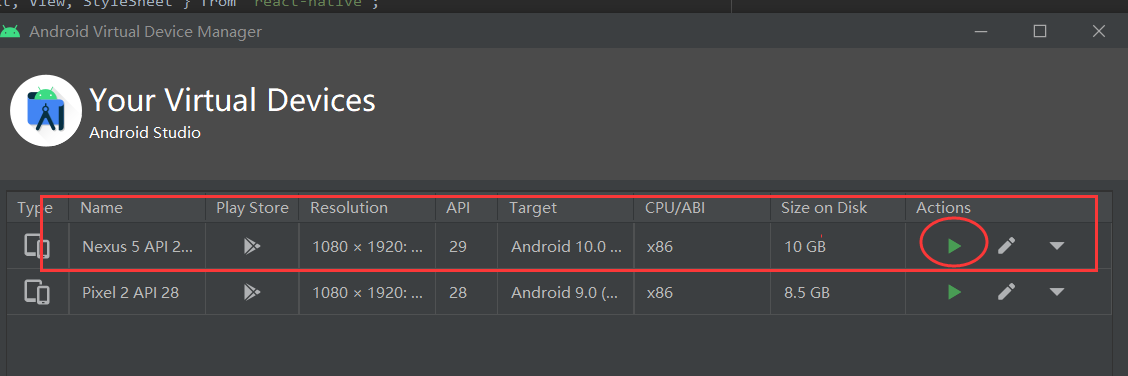 View, StyleSheet } from 'react-native';
Android Virtual Device Manager
Your Virtual Devices
Android Studio
Type Name Play Store Resolution API Target CPU/ABI Size on Disk Actions
Nexus 5 API 2... 1080 × 1920: ... 29 Android 10.0 ... x86 10 GB
Pixel 2 API 28 1080 × 1920: ... 28 Android 9.0 (... x86 8.5 GB